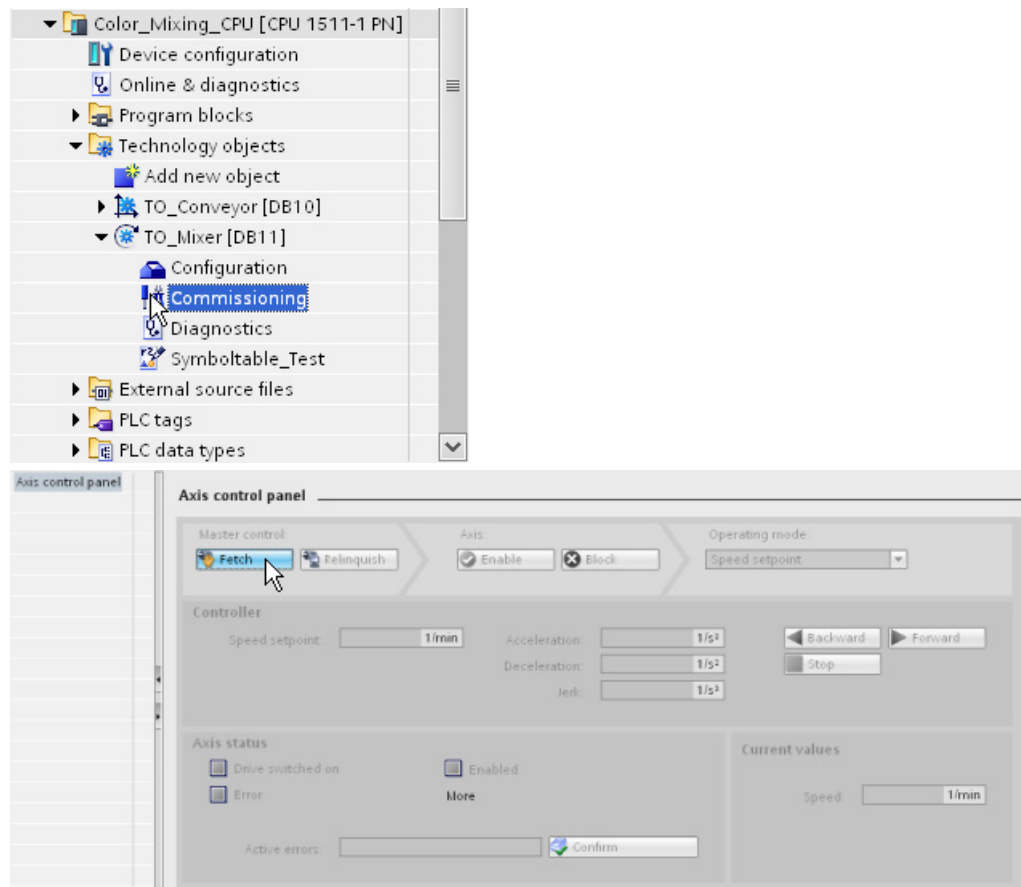 Color_Mixing_CPU [CPU 1511-1 PN]
Device configuration
Online & diagnostics
Program blocks
Technology objects
Add new object
TO_Conveyor [DB10]
TO_Mixer [DB11]
Configuration
Commissioning
Diagnostics
Symboltable_Test
External source files
PLC tags
PLC data types
Axis control panel
Axis control panel
Master control: Axis: Operating mode:
Fetch Relinquish Enable Block Speed setpoint
Controller
Speed setpoint: 1/min Acceleration: 1/s² Backward Forward
Deceleration: 1/s² Stop
Jerk: 1/s³
Axis status Current values
Drive switched on Enabled
Error More Speed: 1/min
Active errors: Confirm